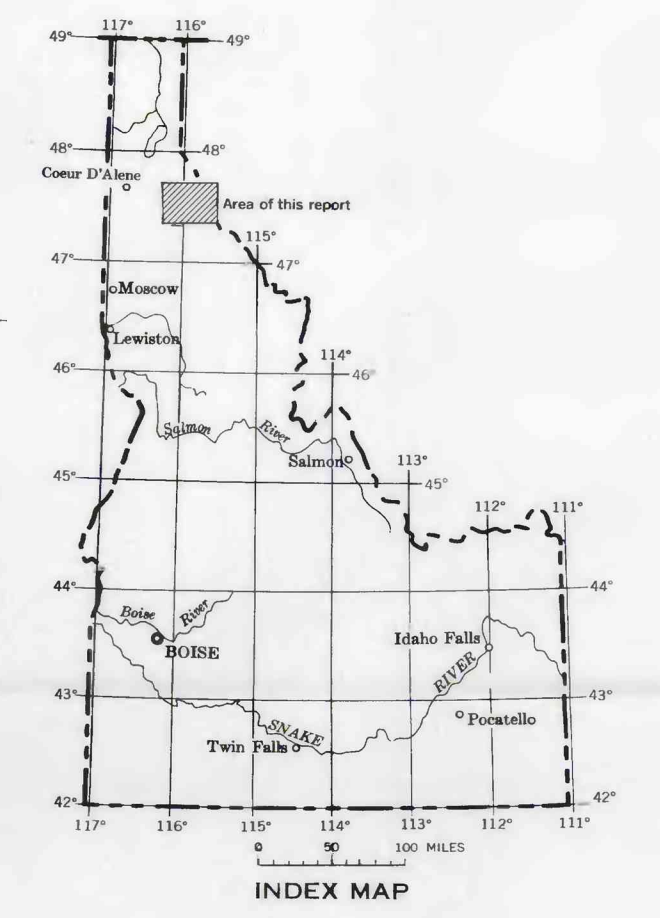 117° 116°
49° 49°
48° 48°
Coeur D'Alene
Area of this report
115°
47° 47°
Moscow
Lewiston
114°
46° 46°
Salmon River
Salmon
113°
45° 45°
112° 111°
44° 44°
Boise River
Idaho Falls
BOISE
RIVER
43° 43°
Pocatello
SNAKE
Twin Falls
42° 42°
117° 116° 115° 114° 113° 112° 111°
0 50 100 MILES
INDEX MAP